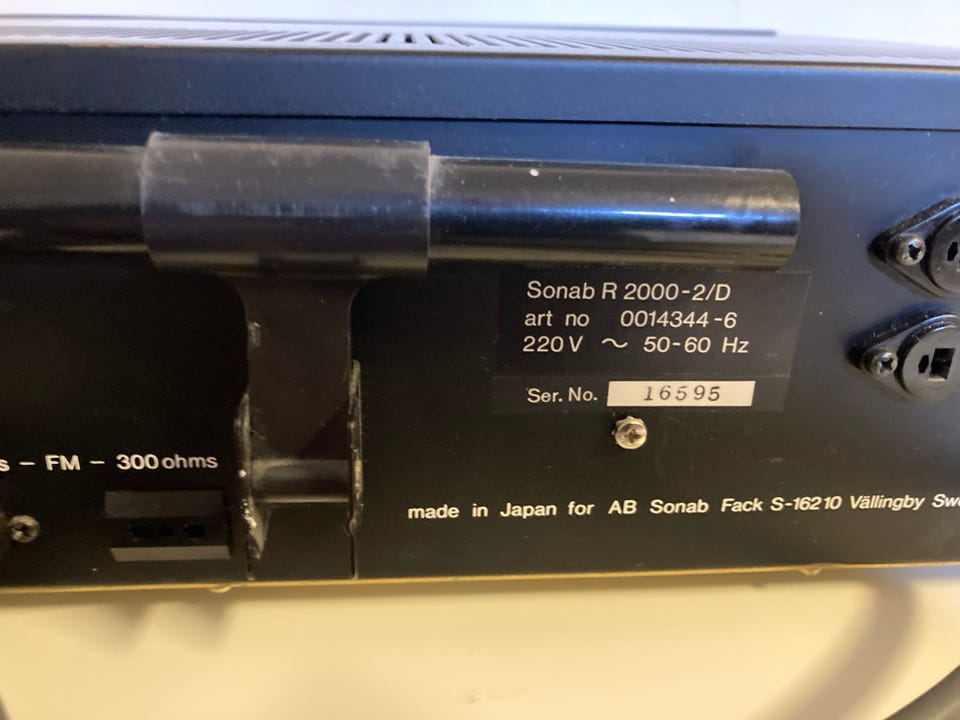 Sonab R 2000-2/D
art no 0014344-6
220V ~ 50-60 Hz
Ser. No. 16595
- FM - 300 ohms
made in Japan for AB Sonab Fack S-16210 Vällingby